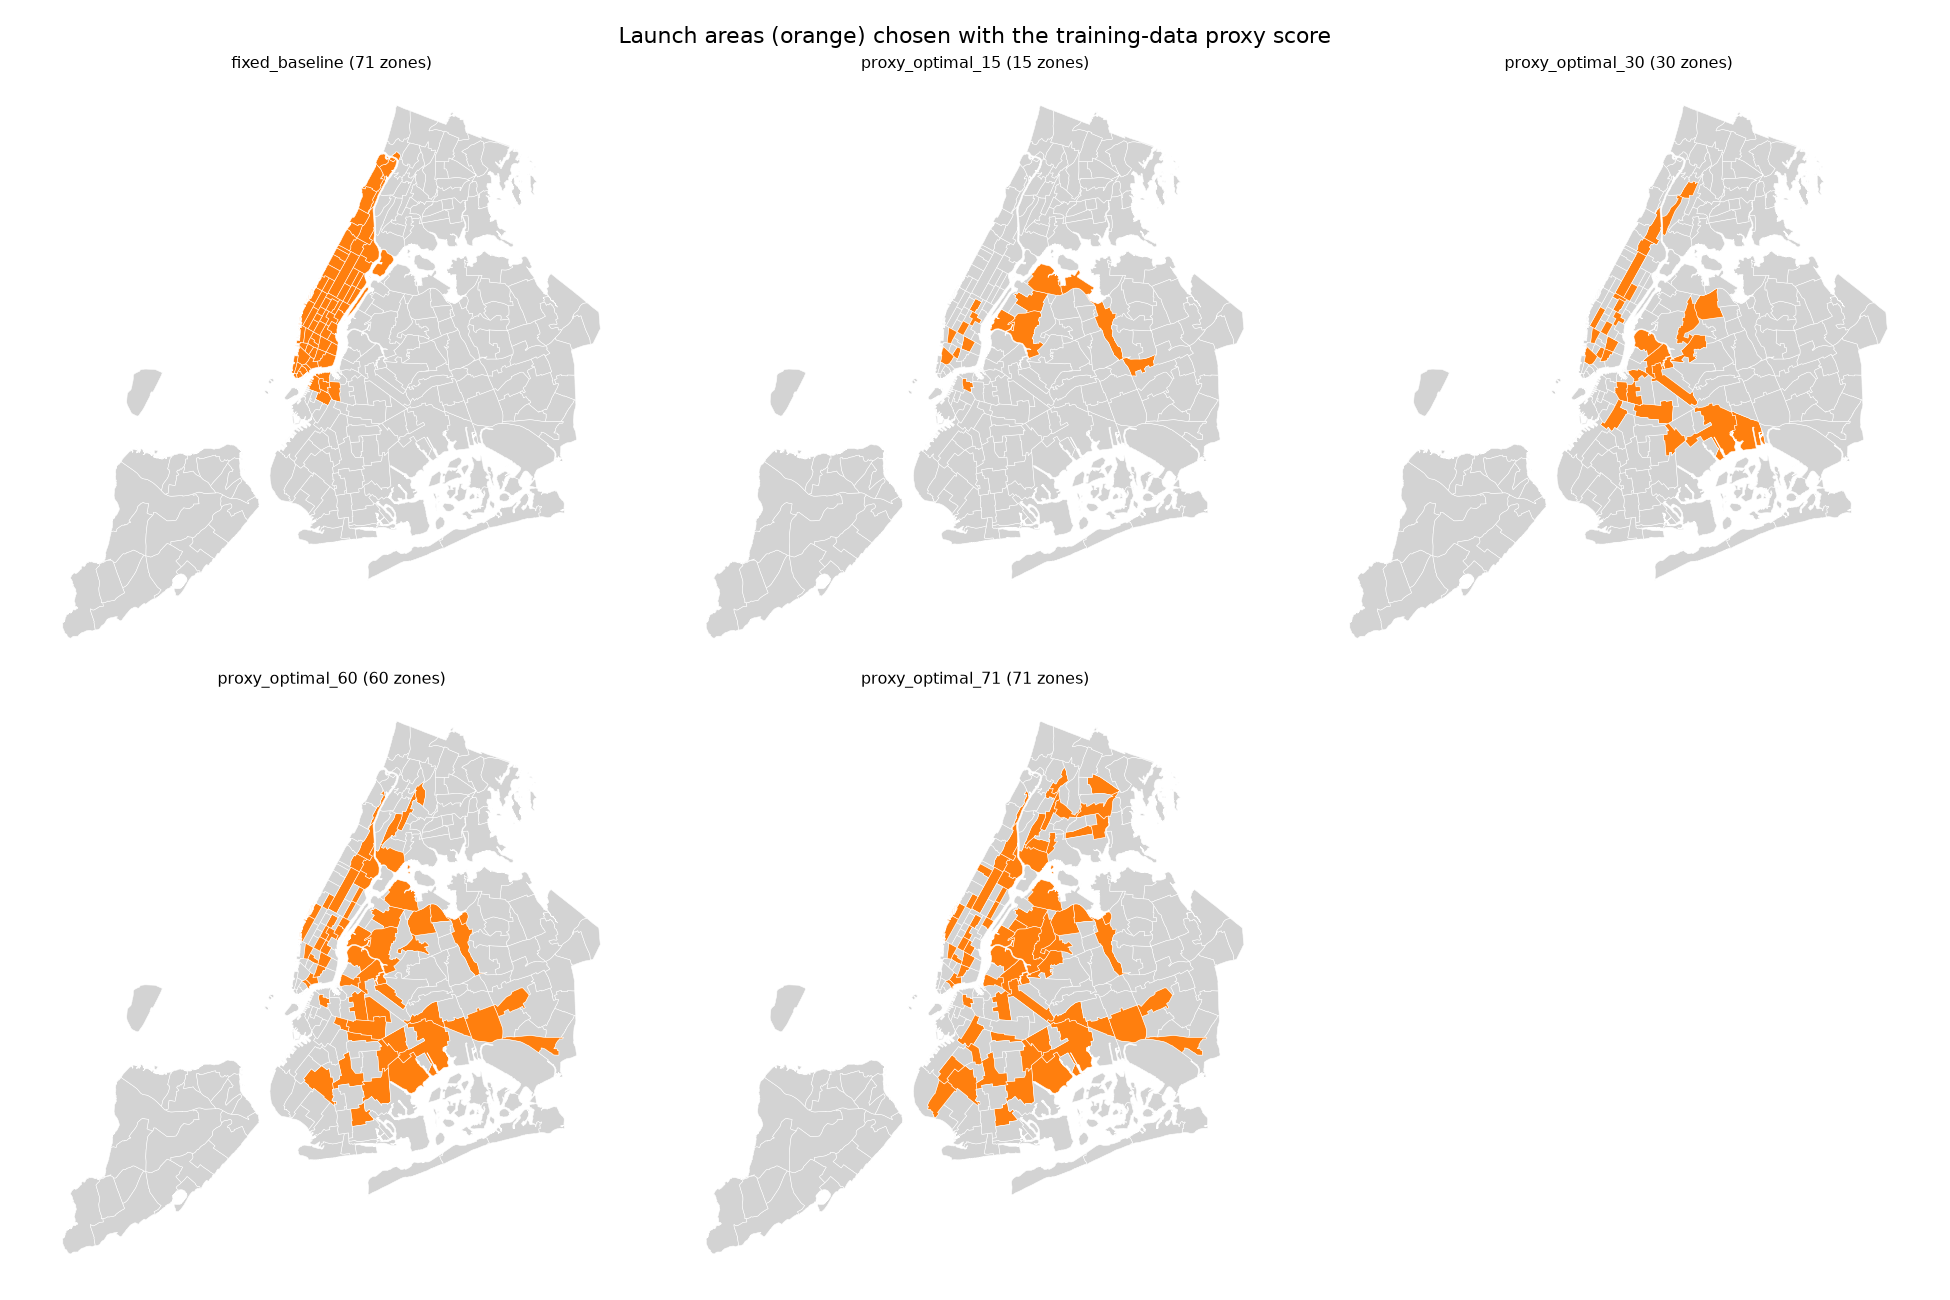 Launch areas (orange) chosen with the training-data proxy score
fixed_baseline (71 zones)
proxy_optimal_15 (15 zones)
proxy_optimal_30 (30 zones)
proxy_optimal_60 (60 zones)
proxy_optimal_71 (71 zones)